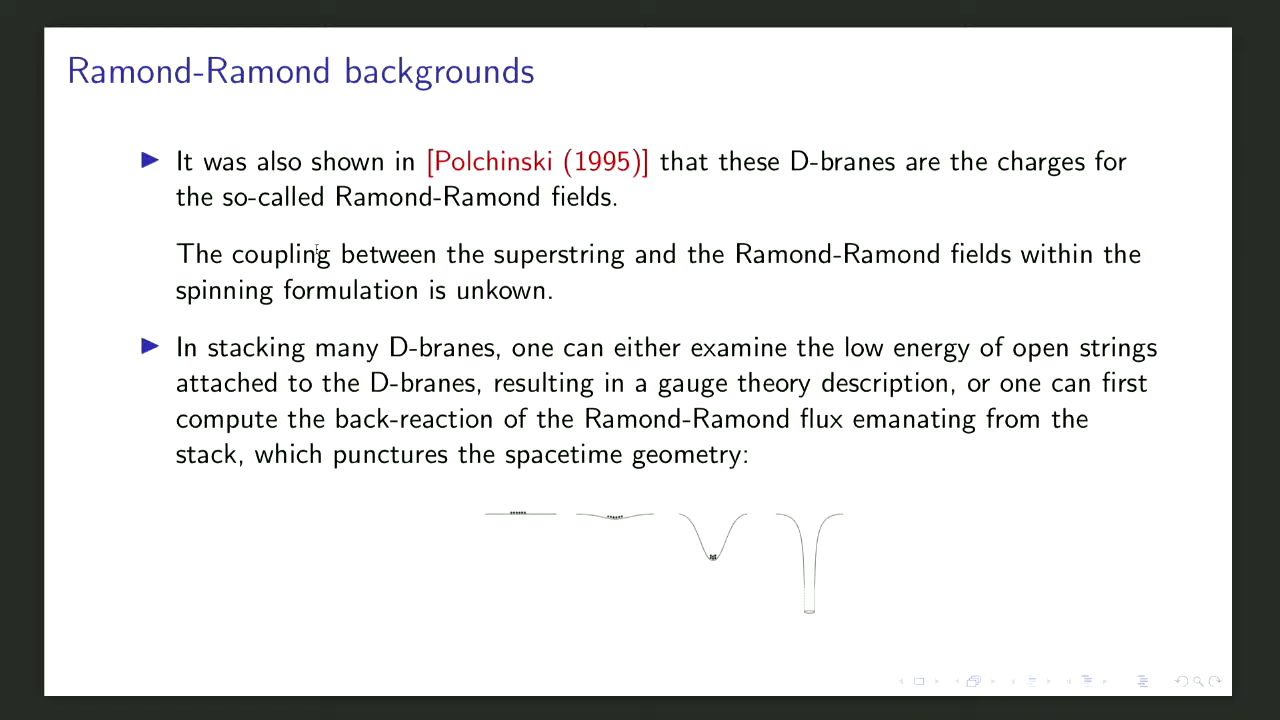 Ramond-Ramond backgrounds
It was also shown in [Polchinski (1995)] that these D-branes are the charges for
the so-called Ramond-Ramond fields.
The coupling between the superstring and the Ramond-Ramond fields within the
spinning formulation is unkown.
In stacking many D-branes, one can either examine the low energy of open strings
attached to the D-branes, resulting in a gauge theory description, or one can first
compute the back-reaction of the Ramond-Ramond flux emanating from the
stack, which punctures the spacetime geometry: